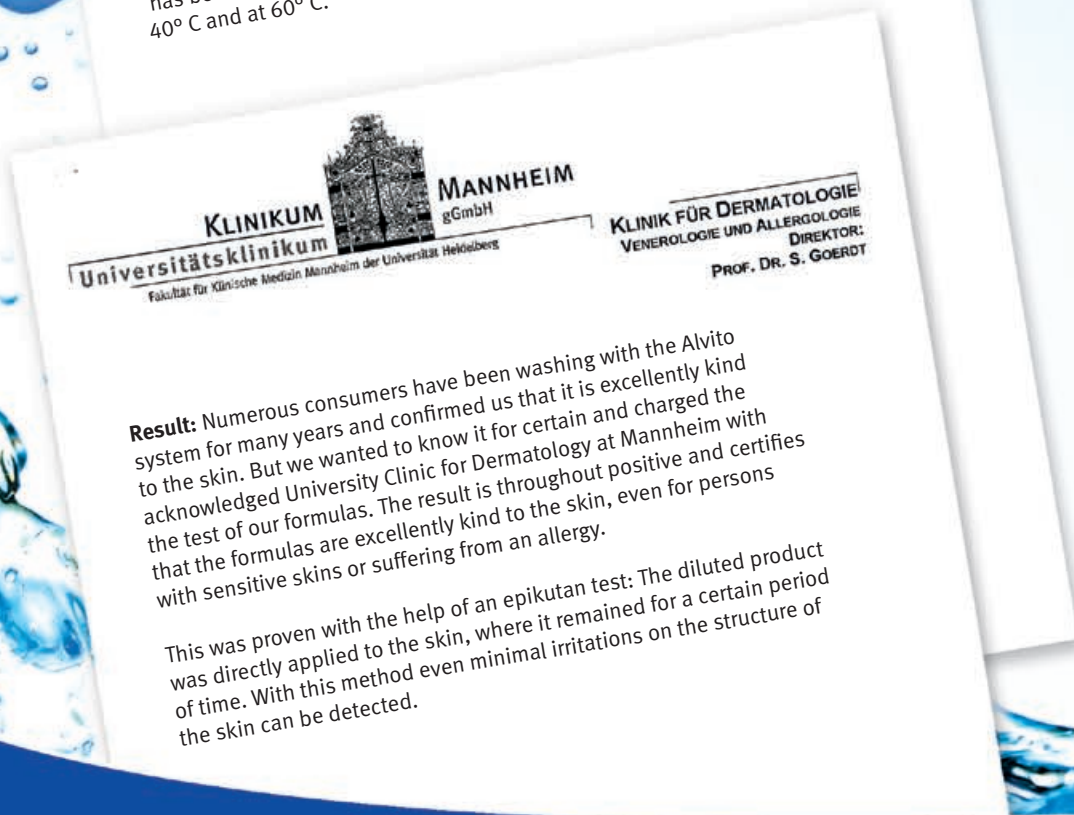 has be
40° C and at 60° C.
KLINIKUM MANNHEIM
Universitätsklinikum gGmbH
Fakultät für Klinische Medizin Mannheim der Universität Heidelberg
KLINIK FÜR DERMATOLOGIE
VENEROLOGIE UND ALLERGOLOGIE
DIREKTOR:
PROF. DR. S. GOERDT
Result: Numerous consumers have been washing with the Alvito
system for many years and confirmed us that it is excellently kind
to the skin. But we wanted to know it for certain and charged the
acknowledged University Clinic for Dermatology at Mannheim with
the test of our formulas. The result is throughout positive and certifies
that the formulas are excellently kind to the skin, even for persons
with sensitive skins or suffering from an allergy.
This was proven with the help of an epikutan test: The diluted product
was directly applied to the skin, where it remained for a certain period
of time. With this method even minimal irritations on the structure of
the skin can be detected.